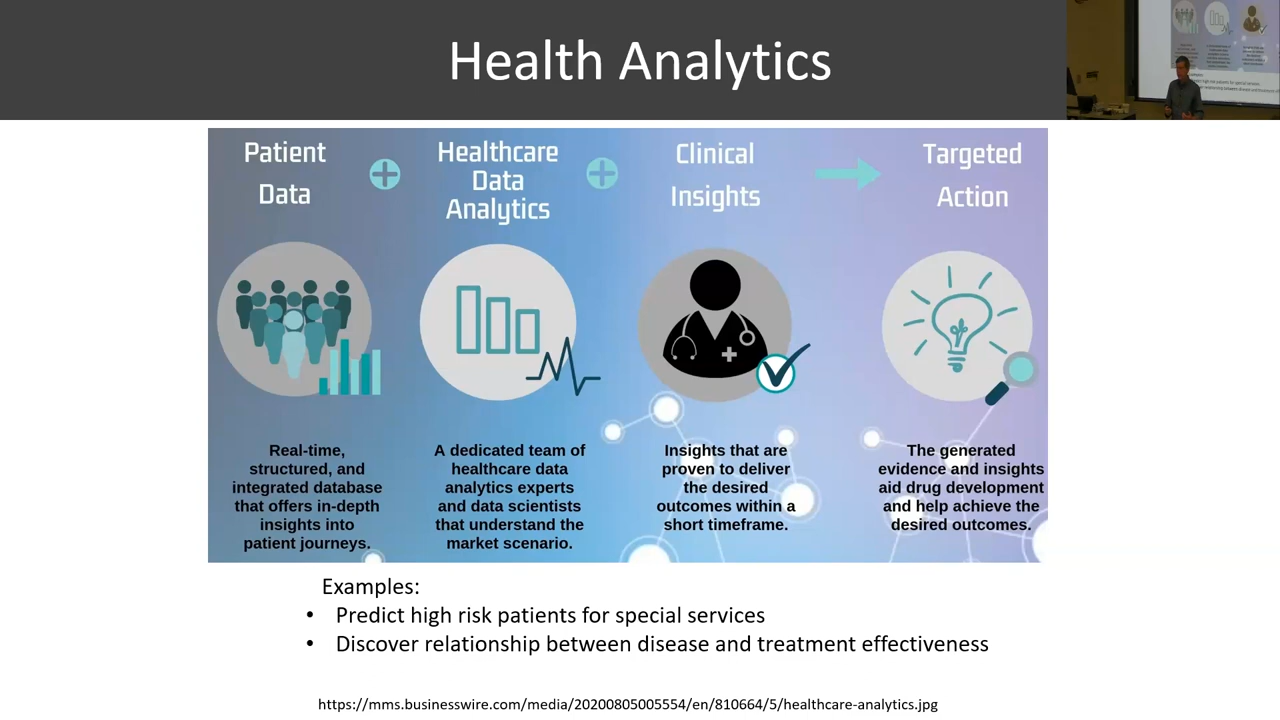 Health Analytics
Patient
Data
Healthcare
Data
Analytics
Clinical
Insights
Targeted
Action
Real-time,
structured, and
integrated database
that offers in-depth
insights into
patient journeys.
A dedicated team of
healthcare data
analytics experts
and data scientists
that understand the
market scenario.
Insights that are
proven to deliver
the desired
outcomes within a
short timeframe.
The generated
evidence and insights
aid drug development
and help achieve the
desired outcomes.
Examples:
• Predict high risk patients for special services
• Discover relationship between disease and treatment effectiveness
https://mms.businesswire.com/media/20200805005554/en/810664/5/healthcare-analytics.jpg